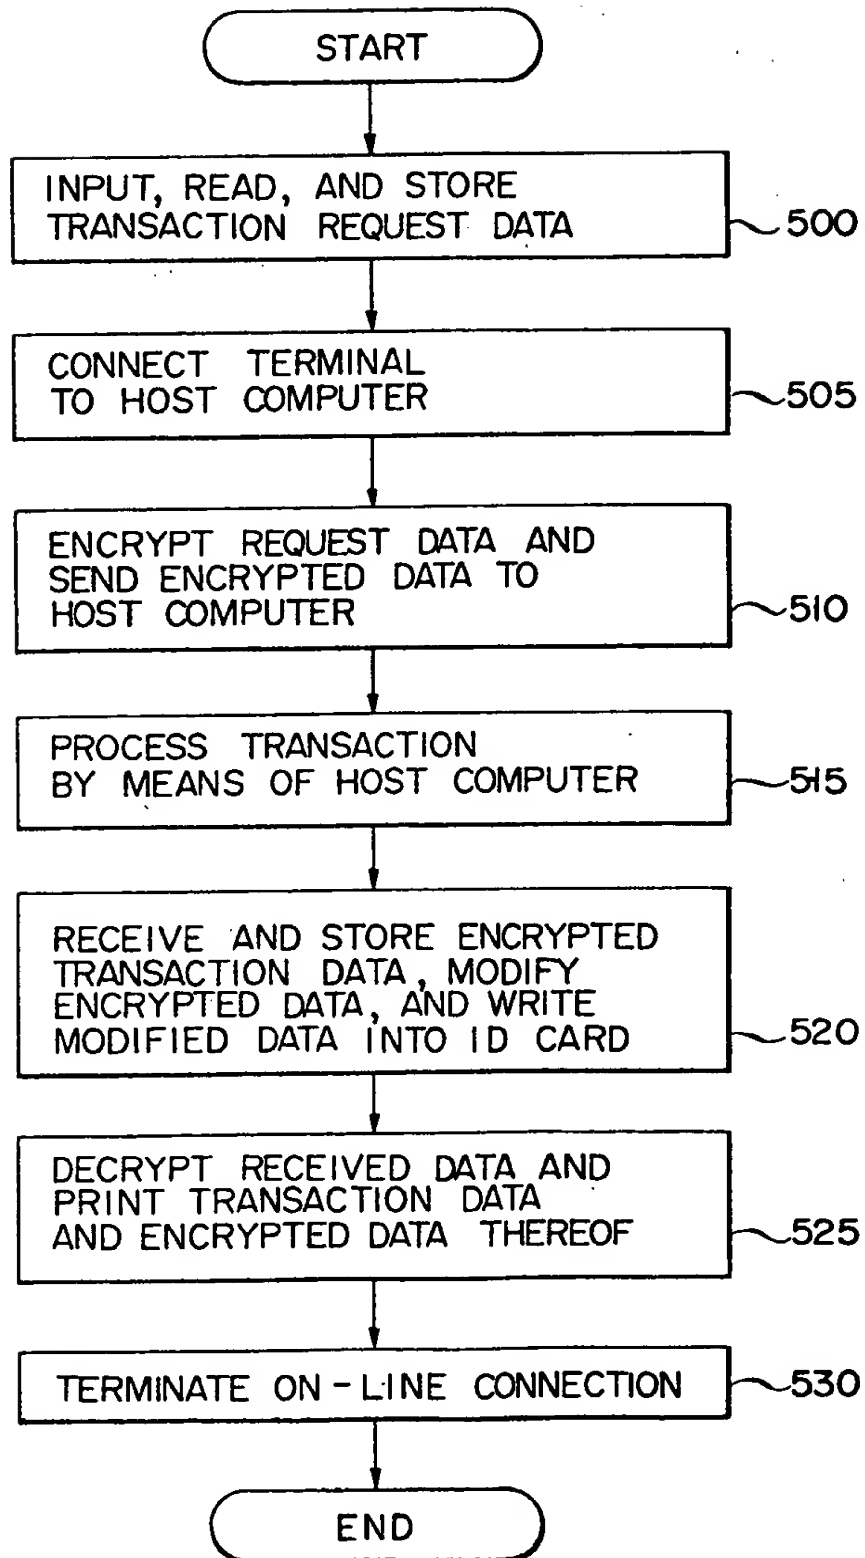 START
INPUT, READ, AND STORE
TRANSACTION REQUEST DATA
500
CONNECT TERMINAL
TO HOST COMPUTER
505
ENCRYPT REQUEST DATA AND
SEND ENCRYPTED DATA TO
HOST COMPUTER
510
PROCESS TRANSACTION
BY MEANS OF HOST COMPUTER
515
RECEIVE AND STORE ENCRYPTED
TRANSACTION DATA, MODIFY
ENCRYPTED DATA, AND WRITE
MODIFIED DATA INTO ID CARD
520
DECRYPT RECEIVED DATA AND
PRINT TRANSACTION DATA
AND ENCRYPTED DATA THEREOF
525
TERMINATE ON-LINE CONNECTION
530
END